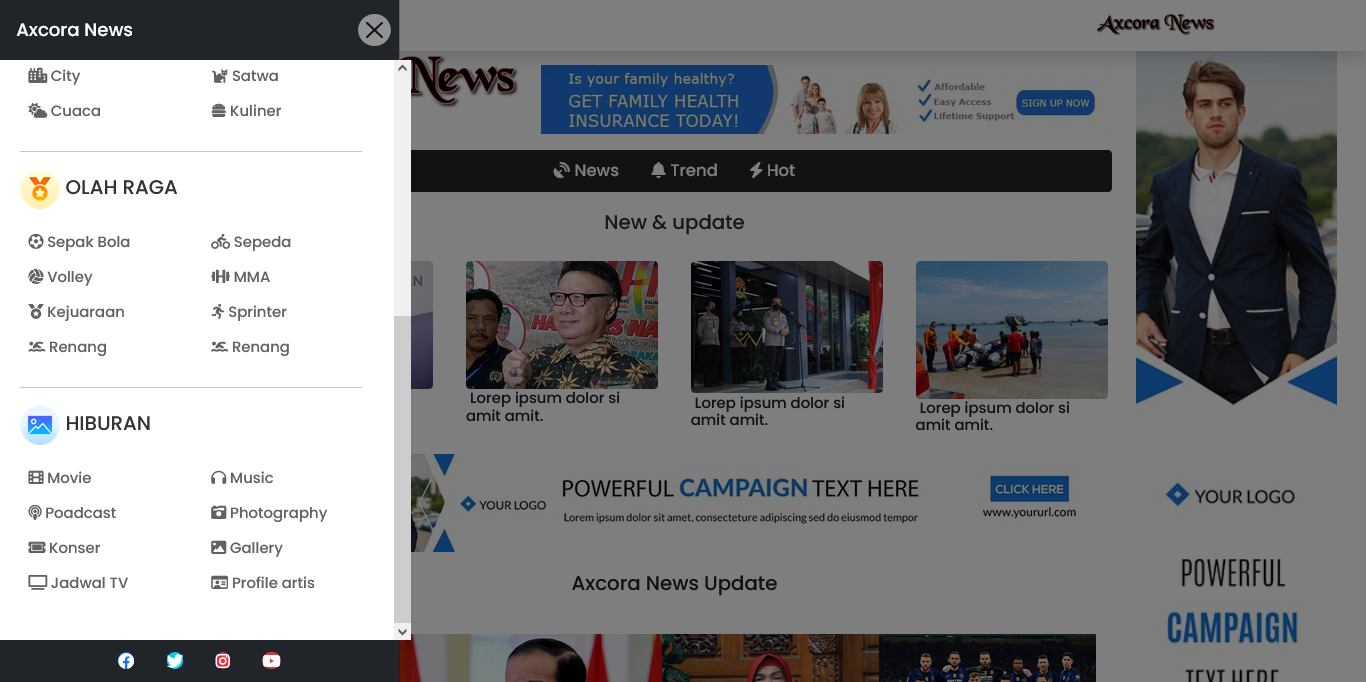 Axcora News
City
Satwa
Cuaca
Kuliner
OLAH RAGA
Sepak Bola
Sepeda
Volley
MMA
Kejuaraan
Sprinter
Renang
Renang
HIBURAN
Movie
Music
Poadcast
Photography
Konser
Gallery
Jadwal TV
Profile artis
Axcora News
News
Is your family healthy?
GET FAMILY HEALTH
INSURANCE TODAY!
Affordable
Easy Access
Lifetime Support
SIGN UP NOW
News
Trend
Hot
New & update
Lorep ipsum dolor si
amit amit.
Lorep ipsum dolor si
amit amit.
Lorep ipsum dolor si
amit amit.
YOUR LOGO
POWERFUL CAMPAIGN TEXT HERE
Lorem ipsum dolor sit amet, consecteture adipiscing sed do eiusmod tempor
CLICK HERE
www.yoururl.com
Axcora News Update
YOUR LOGO
POWERFUL
CAMPAIGN
TEXT HERE